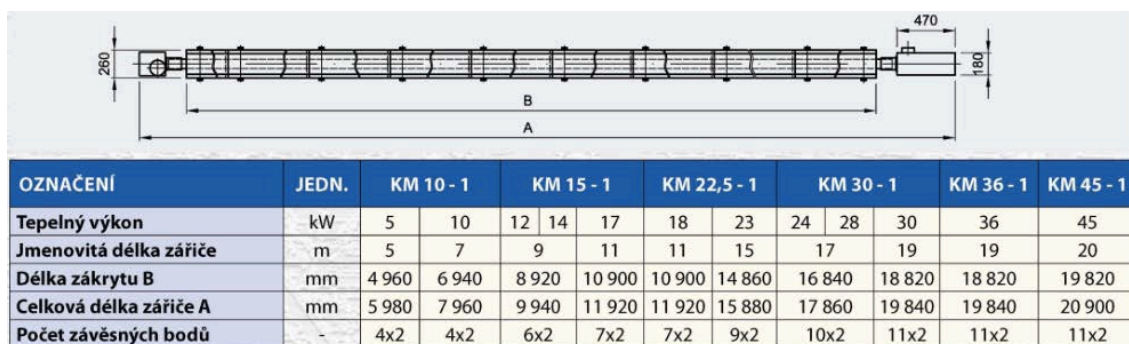 470
260
180
B
A
OZNAČENÍ JEDN. KM 10 - 1 KM 15 - 1 KM 22,5 - 1 KM 30 - 1 KM 36 - 1 KM 45 - 1
Tepelný výkon kW 5 10 12 14 17 18 23 24 28 30 36 45
Jmenovitá délka zářiče m 5 7 9 11 11 15 17 19 19 20
Délka zákrytu B mm 4 960 6 940 8 920 10 900 10 900 14 860 16 840 18 820 18 820 19 820
Celková délka zářiče A mm 5 980 7 960 9 940 11 920 11 920 15 880 17 860 19 840 19 840 20 900
Počet závěsných bodů - 4x2 4x2 6x2 7x2 7x2 9x2 10x2 11x2 11x2 11x2